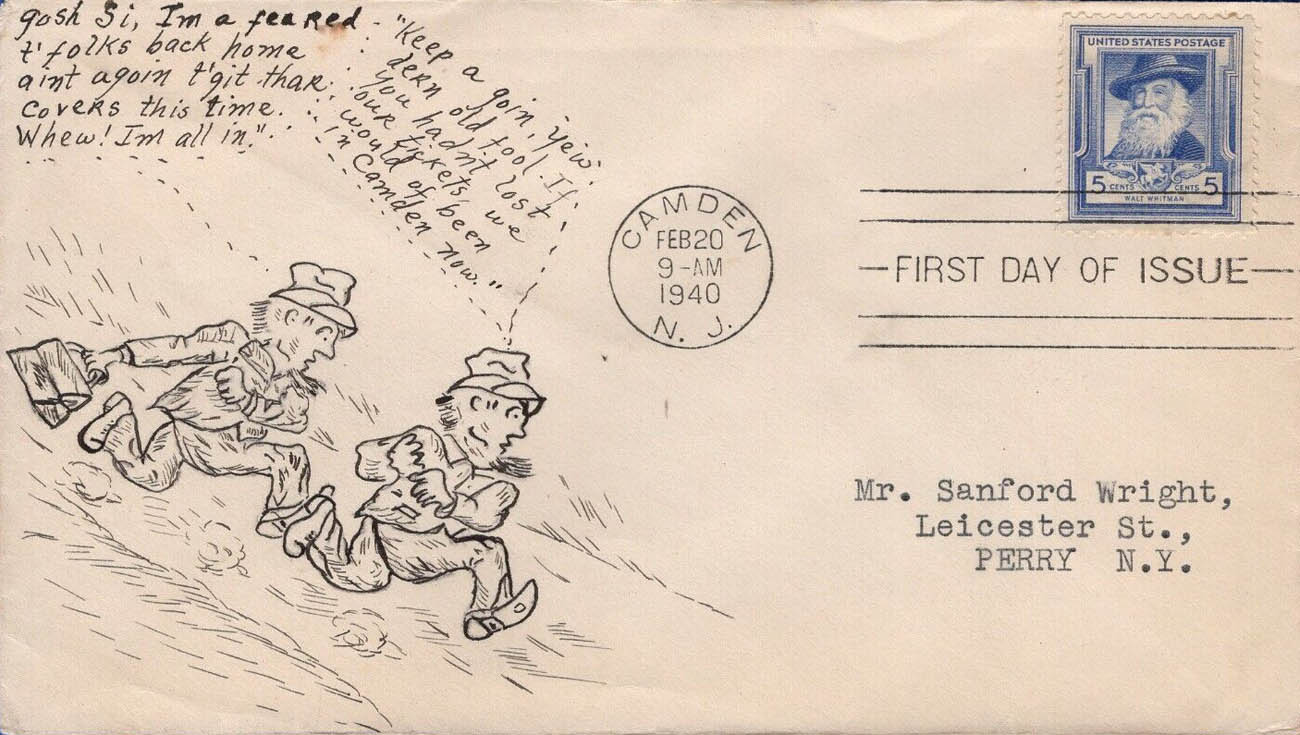 gosh Si, I'm a feared
t' folks back home
aint agoin t'git thar
covers this time.
Whew! Im all in."
"Keep a goin, yew
dern old fool. If
you hadnt lost
our tickets, we
would of been
in Camden now."
CAMDEN
FEB 20
9-AM
1940
N. J.
UNITED STATES POSTAGE
5 CENTS CENTS 5
WALT WHITMAN
FIRST DAY OF ISSUE
Mr. Sanford Wright,
Leicester St.,
PERRY N.Y.